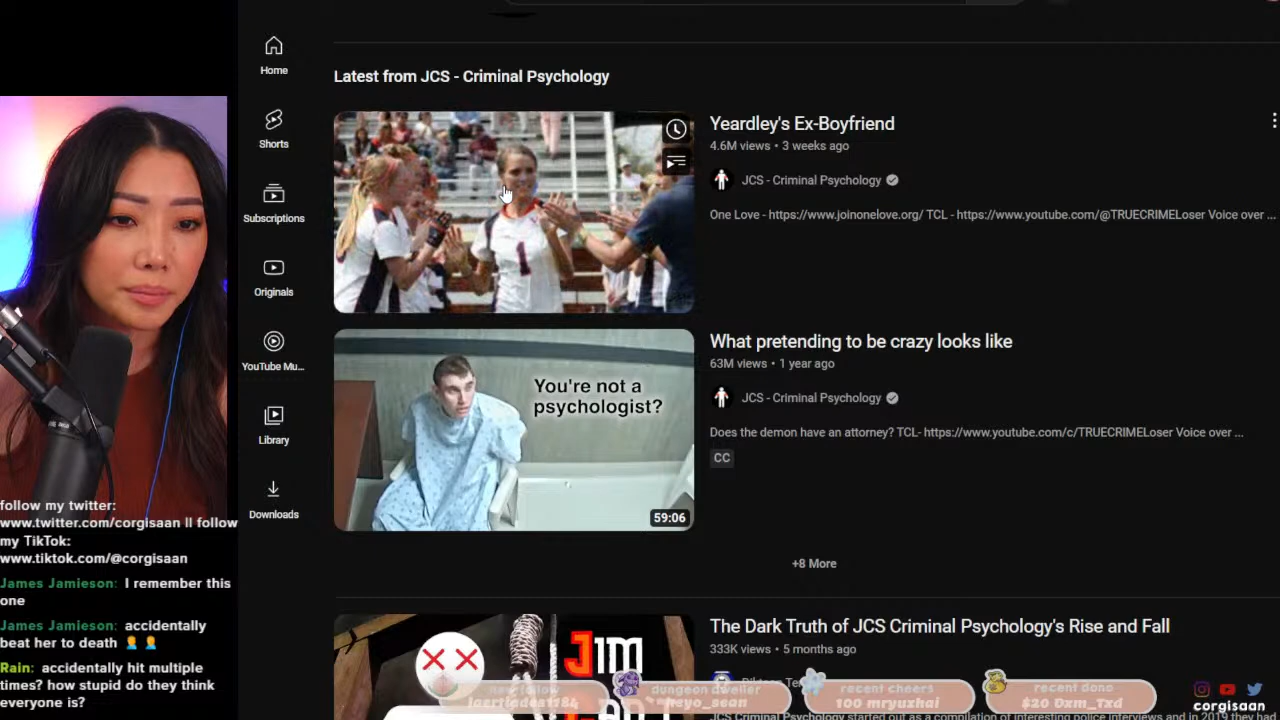 Home
Shorts
Subscriptions
Originals
YouTube Mu...
Library
Downloads
Latest from JCS - Criminal Psychology
1
Yeardley's Ex-Boyfriend
4.6M views • 3 weeks ago
JCS - Criminal Psychology
One Love - https://www.joinonelove.org/ TCL - https://www.youtube.com/@TRUECRIMELoser Voice over ...
You're not a
psychologist?
59:06
What pretending to be crazy looks like
63M views • 1 year ago
JCS - Criminal Psychology
Does the demon have an attorney? TCL- https://www.youtube.com/c/TRUECRIMELoser Voice over ...
CC
+8 More
JIM
The Dark Truth of JCS Criminal Psychology's Rise and Fall
333K views • 5 months ago
follow my twitter:
www.twitter.com/corgisaan || follow
my TikTok:
www.tiktok.com/@corgisaan
James Jamieson: I remember this
one
James Jamieson: accidentally
beat her to death
Rain: accidentally hit multiple
times? how stupid do they think
everyone is?
new follow
dungeon dweller
heyo_sean
recent cheers
100 mryuzhai
recent dono
$20 Oxm_Txd
corgisaan